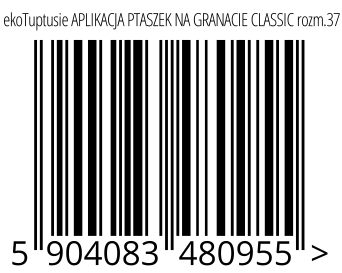 ekoTuptusie APLIKACJA PTASZEK NA GRANACIE CLASSIC rozm.37
5 904083 480955 >